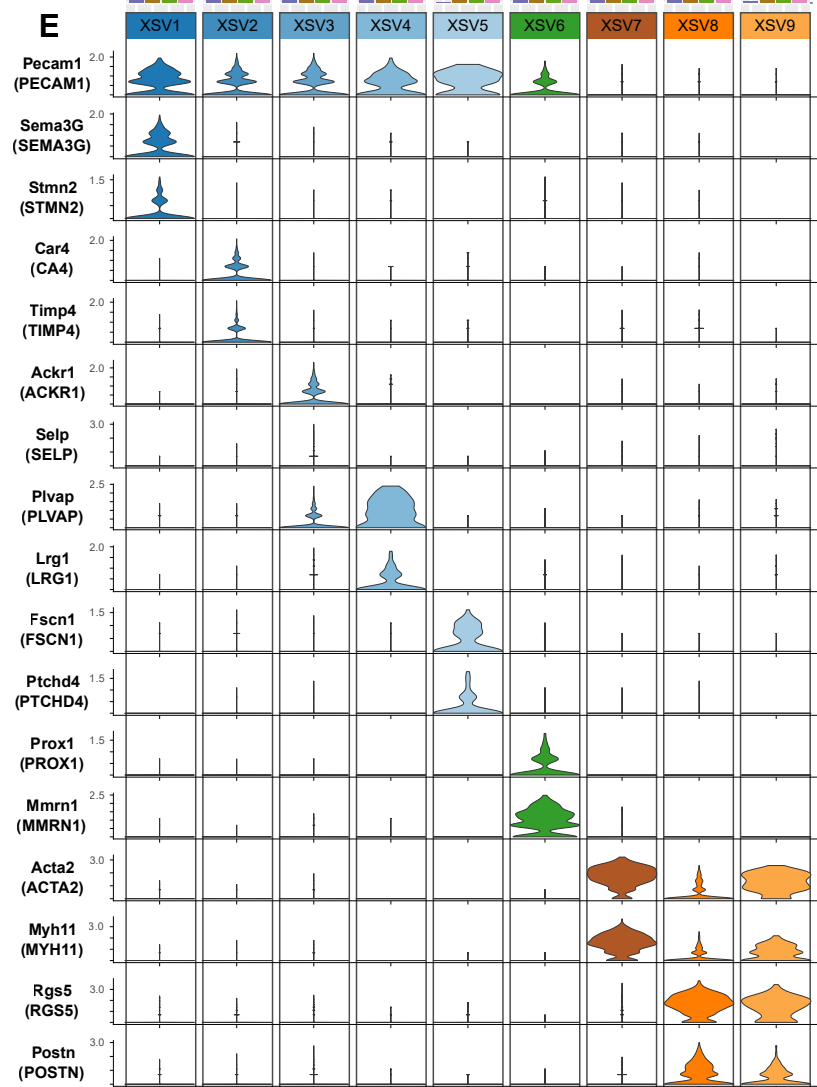 E
XSV1 XSV2 XSV3 XSV4 XSV5 XSV6 XSV7 XSV8 XSV9
Pecam1 2.0
(PECAM1)
Sema3G 2.0
(SEMA3G)
Stmn2 1.5
(STMN2)
Car4 2.0
(CA4)
Timp4 2.0
(TIMP4)
Ackr1 2.0
(ACKR1)
Selp 3.0
(SELP)
Plvap 2.5
(PLVAP)
Lrg1 2.0
(LRG1)
Fscn1 1.5
(FSCN1)
Ptchd4
(PTCHD4)
Prox1 1.5
(PROX1)
Mmrn1 2.5
(MMRN1)
Acta2 3.0
(ACTA2)
Myh11 3.0
(MYH11)
Rgs5 3.0
(RGS5)
Postn 3.0
(POSTN)